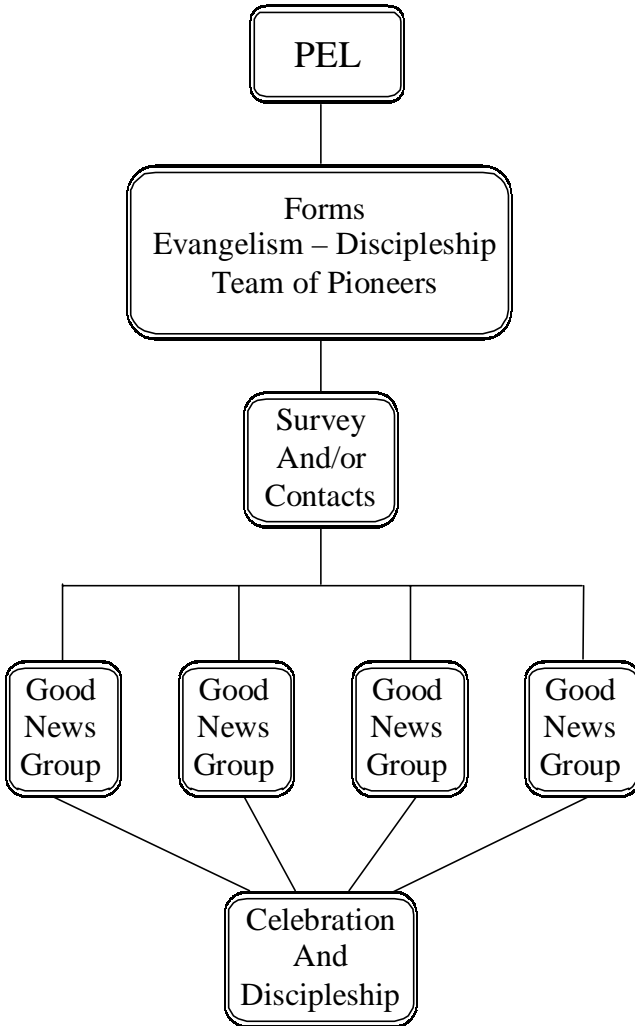 PEL
Forms
Evangelism – Discipleship
Team of Pioneers
Survey
And/or
Contacts
Good
News
Group
Good
News
Group
Good
News
Group
Good
News
Group
Celebration
And
Discipleship